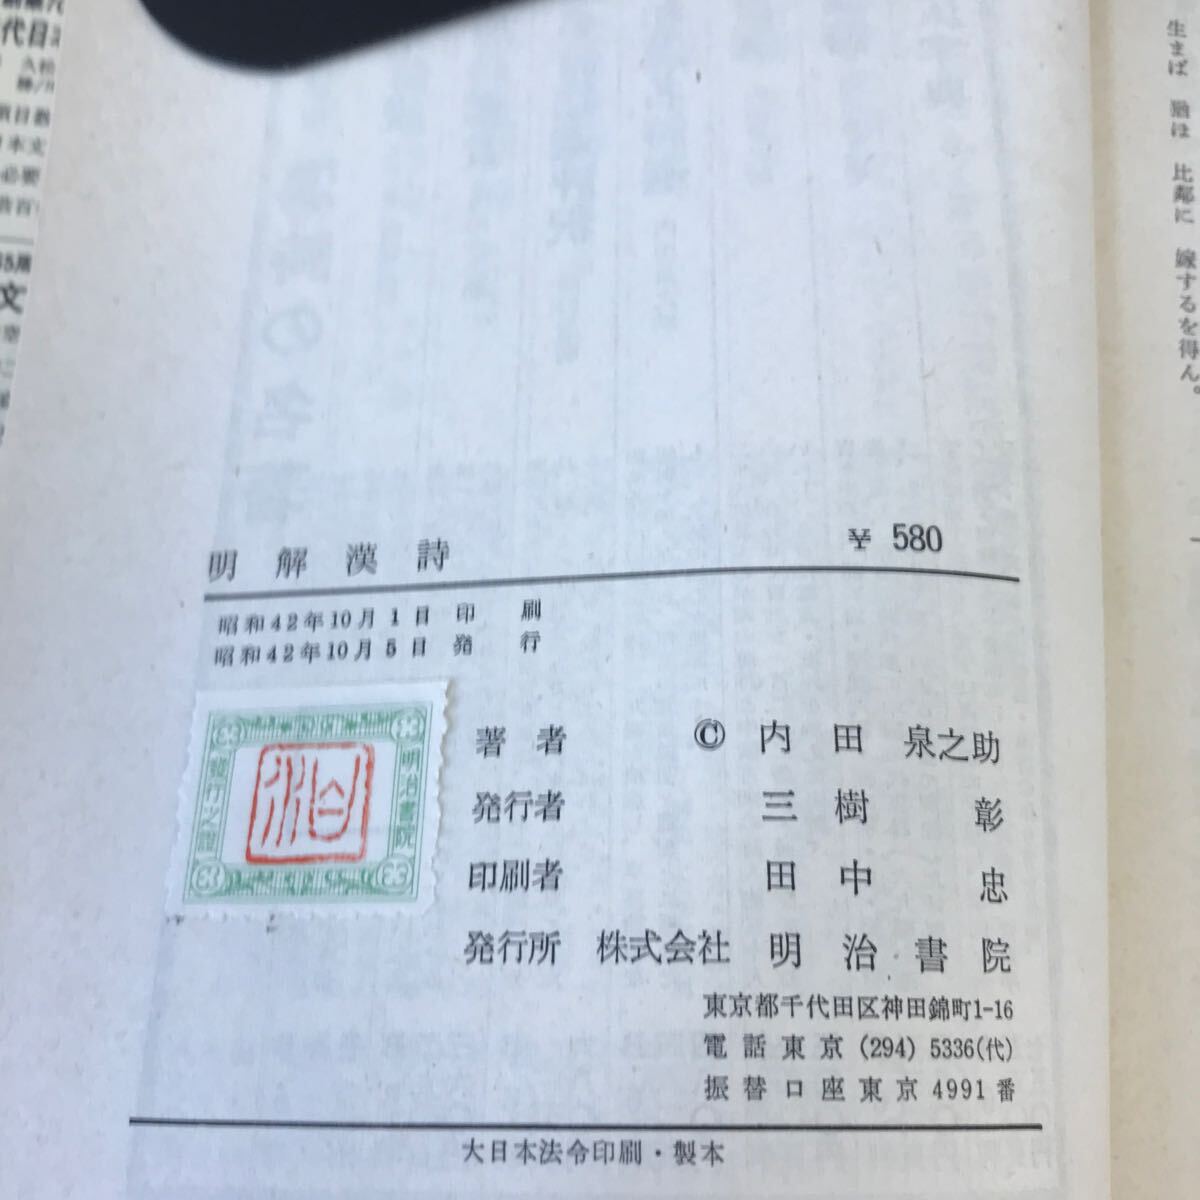 明解漢詩
¥ 580
昭和42年10月1日 印刷
昭和42年10月5日 発行
著者 © 内田 泉之助
発行者 三樹 彰
印刷者 田中 忠
発行所 株式会社 明治書院
東京都千代田区神田錦町1-16
電話東京 (294) 5336(代)
振替口座東京 4991番
大日本法令印刷・製本
明治書院
生まば 猶は 比鄰に 嫁するを得ん。